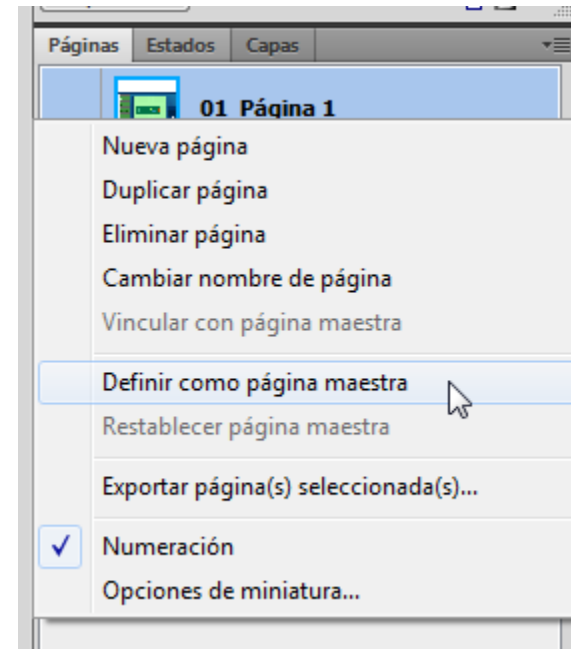 Páginas Estados Capas
01 Página 1
Nueva página
Duplicar página
Eliminar página
Cambiar nombre de página
Vincular con página maestra
Definir como página maestra
Restablecer página maestra
Exportar página(s) seleccionada(s)...
Numeración
Opciones de miniatura...